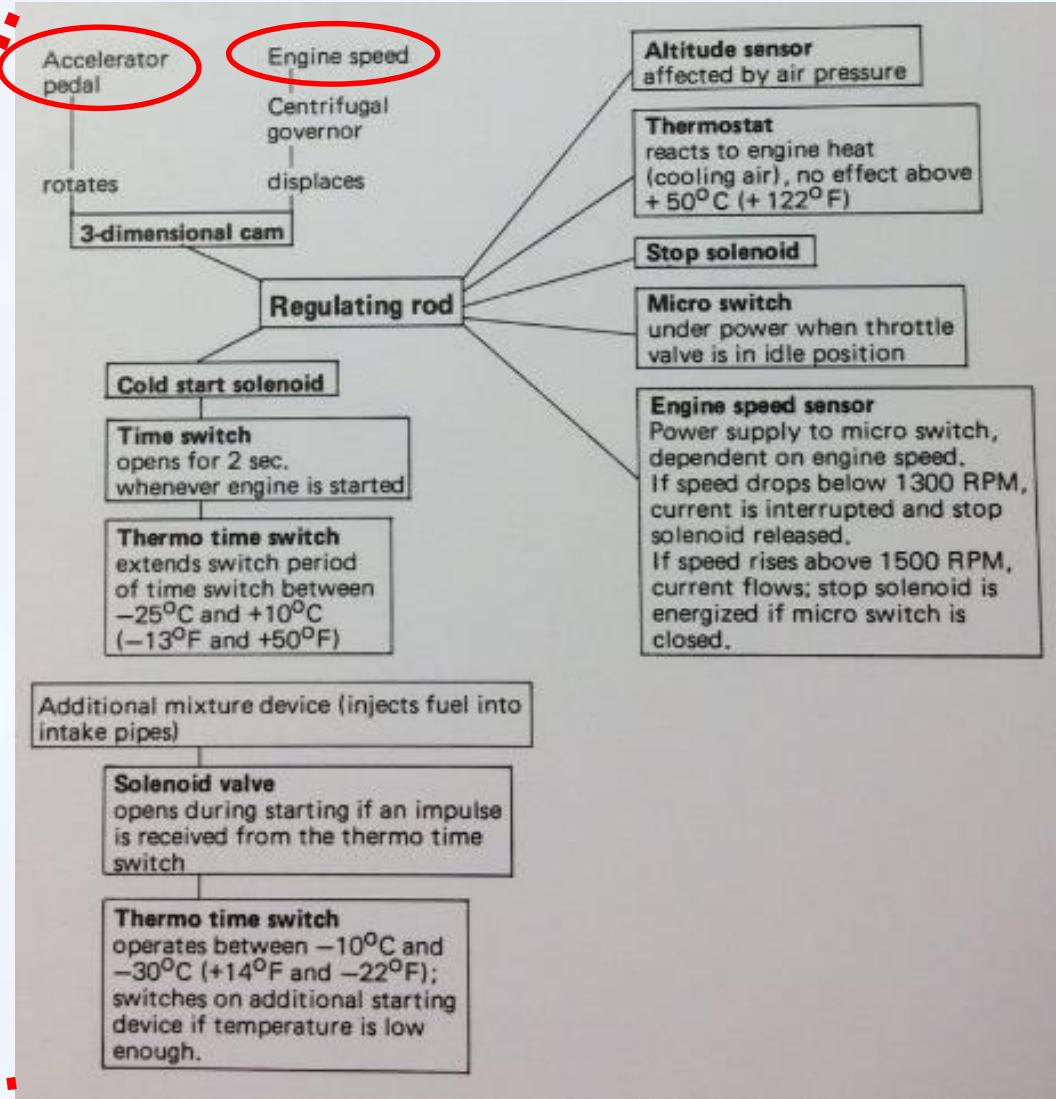 Accelerator
pedal
rotates
Engine speed
Centrifugal
governor
displaces
3-dimensional cam
Regulating rod
Altitude sensor
affected by air pressure
Thermostat
reacts to engine heat
(cooling air), no effect above
+ 50°C (+ 122°F)
Stop solenoid
Micro switch
under power when throttle
valve is in idle position
Engine speed sensor
Power supply to micro switch,
dependent on engine speed.
If speed drops below 1300 RPM,
current is interrupted and stop
solenoid released.
If speed rises above 1500 RPM,
current flows; stop solenoid is
energized if micro switch is
closed.
Cold start solenoid
Time switch
opens for 2 sec.
whenever engine is started
Thermo time switch
extends switch period
of time switch between
—25°C and +10°C
(—13°F and +50°F)
Additional mixture device (injects fuel into
intake pipes)
Solenoid valve
opens during starting if an impulse
is received from the thermo time
switch
Thermo time switch
operates between —10°C and
—30°C (+14°F and —22°F);
switches on additional starting
device if temperature is low
enough.